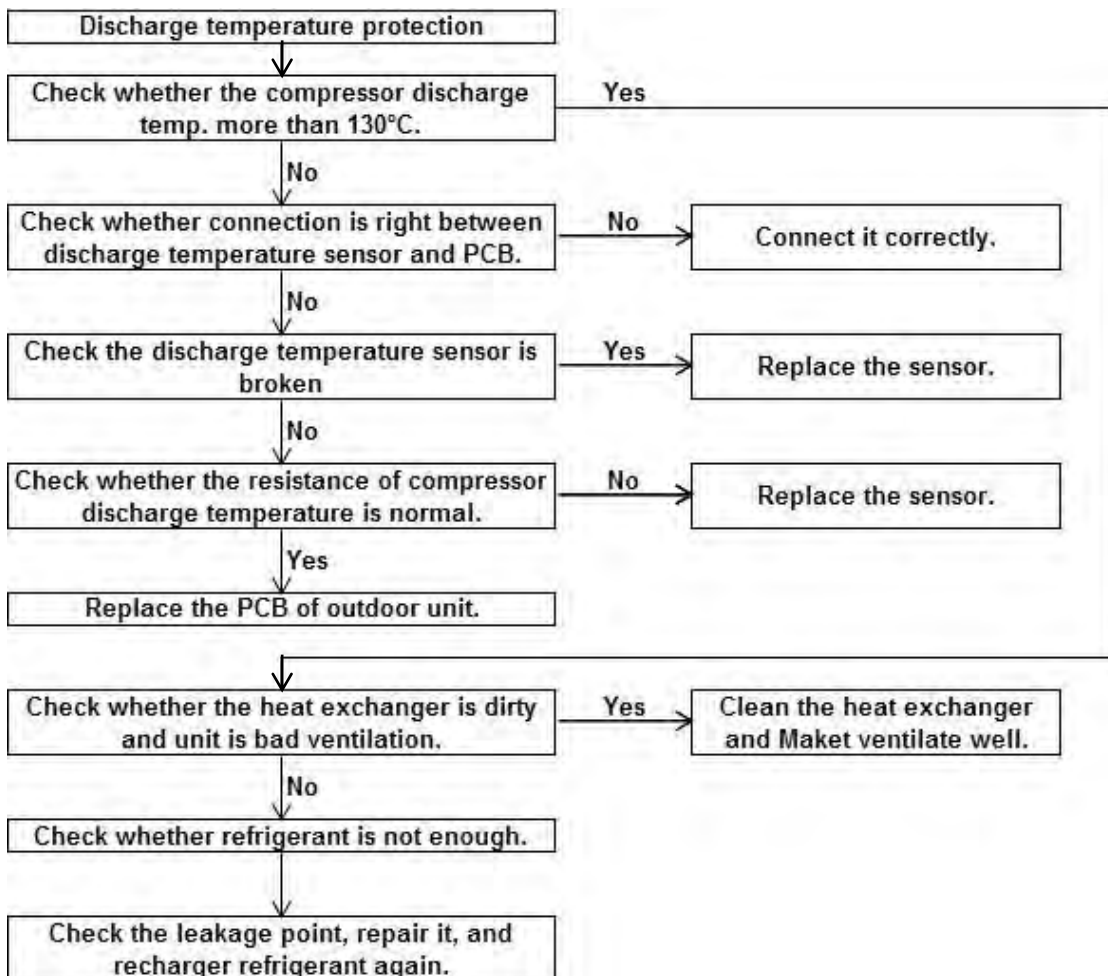 Discharge temperature protection
Check whether the compressor discharge
temp. more than 130°C.
Yes
No
Check whether connection is right between
discharge temperature sensor and PCB.
No
Connect it correctly.
No
Check the discharge temperature sensor is
broken
Yes
Replace the sensor.
No
Check whether the resistance of compressor
discharge temperature is normal.
No
Replace the sensor.
Yes
Replace the PCB of outdoor unit.
Check whether the heat exchanger is dirty
and unit is bad ventilation.
Yes
Clean the heat exchanger
and Maket ventilate well.
No
Check whether refrigerant is not enough.
Check the leakage point, repair it, and
recharger refrigerant again.